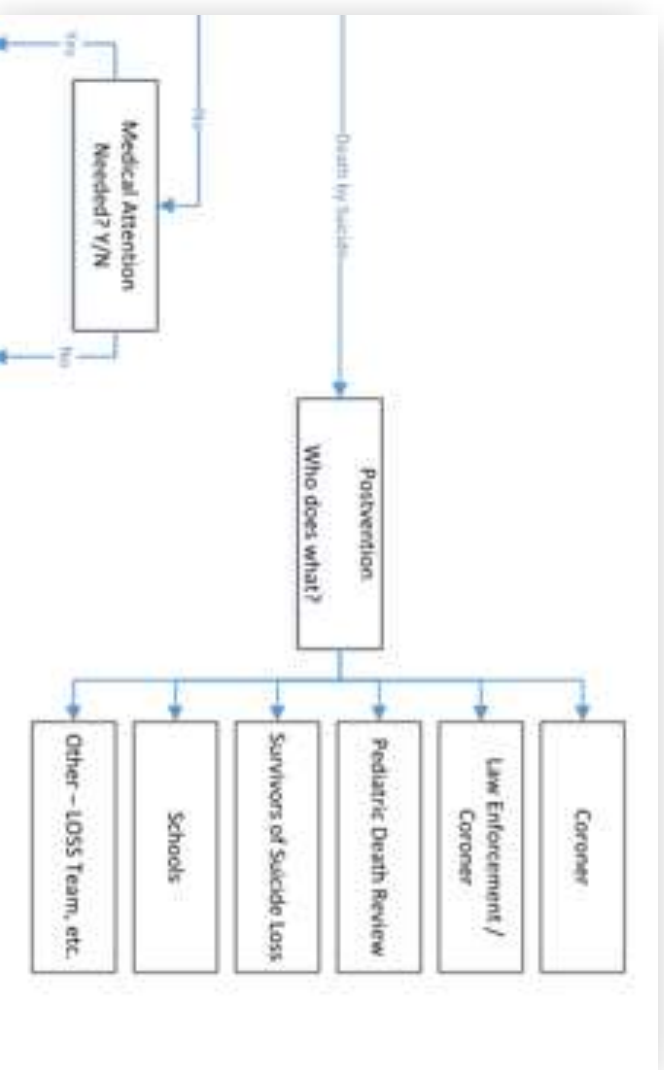 Yes
No
Medical Attention
Needed? Y/N
No
Death by Suicide
Postvention
Who does what?
Coroner
Law Enforcement /
Coroner
Pediatric Death Review
Survivors of Suicide Loss
Schools
Other – LOSS Team, etc.